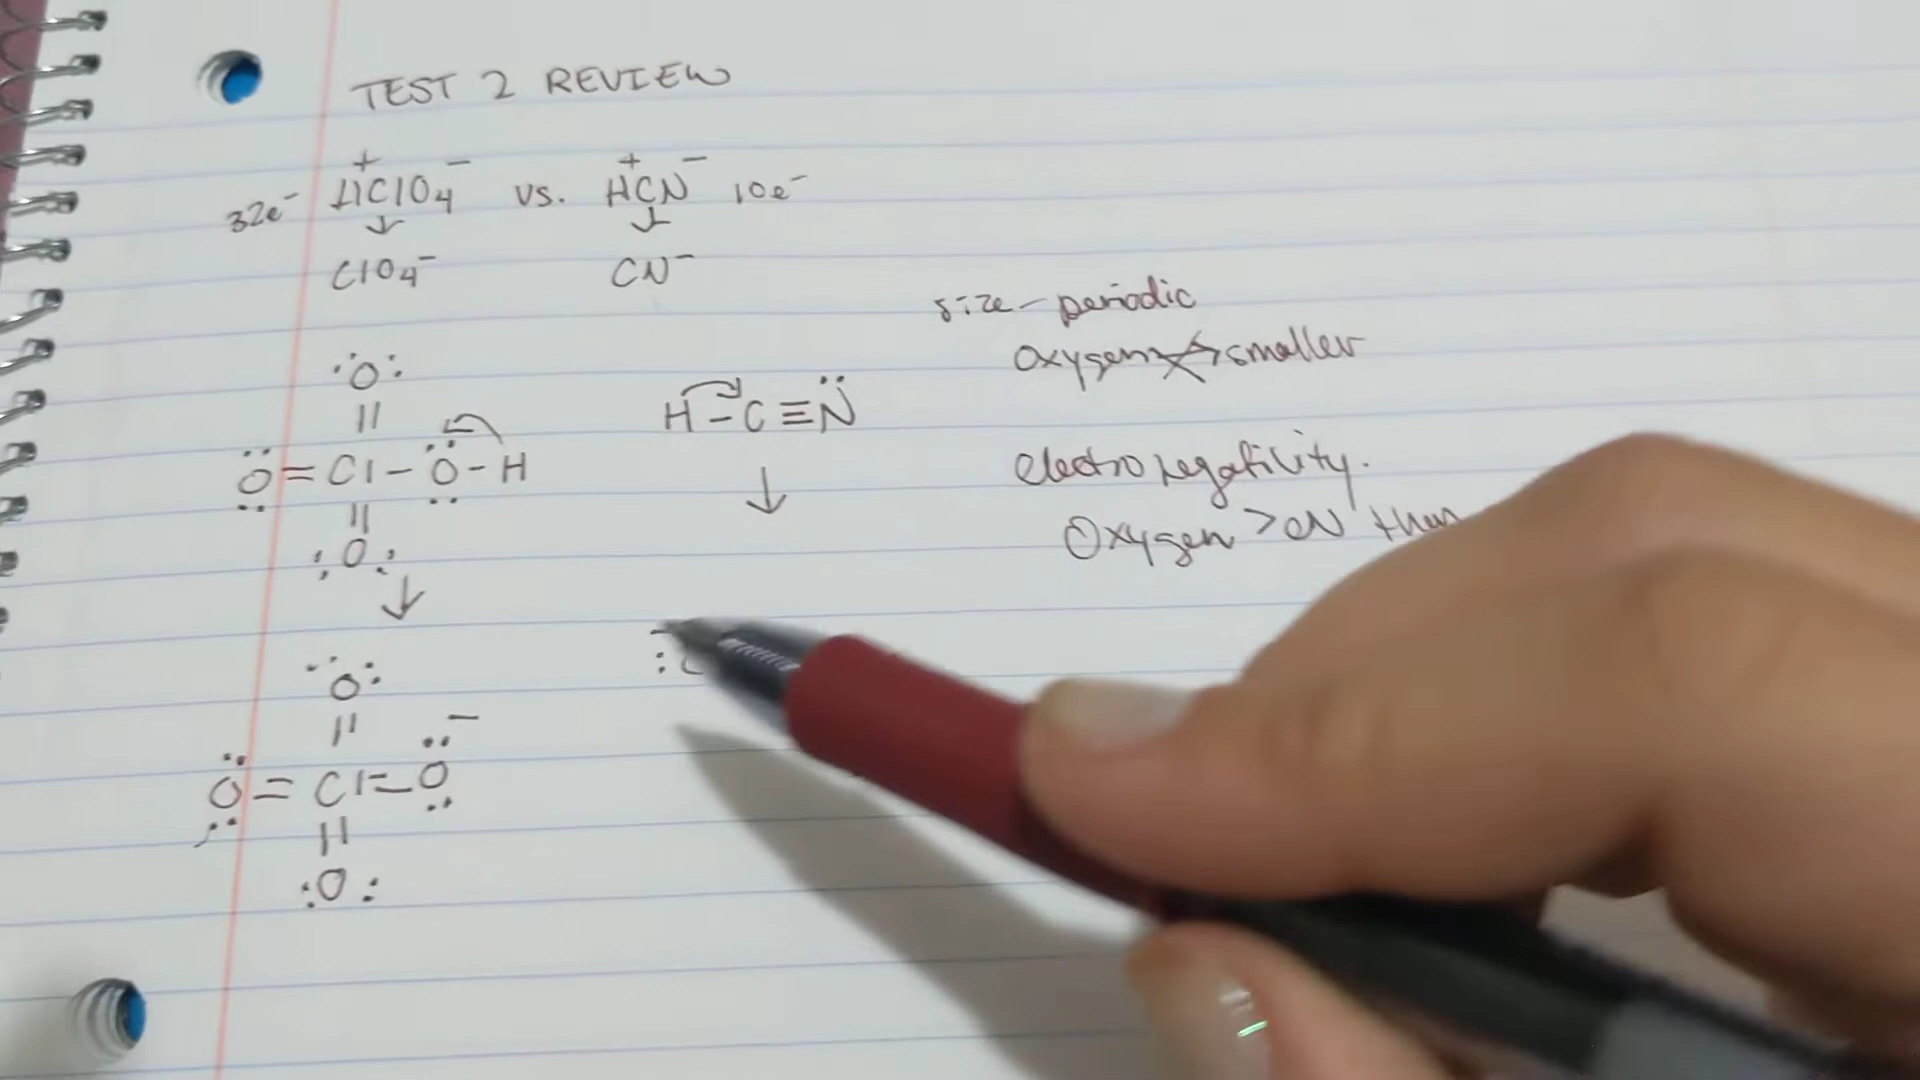 TEST 2 REVIEW
+ − + −
32e⁻ HClO₄ vs. HCN 10e⁻
↓ ↓
ClO₄⁻ CN⁻
size - periodic
oxygen smaller
:O:
||
H-C≡N̈
O=Cl-O-H
||
:O:
↓
↓
electronegativity.
Oxygen > EN than
−
:C
:O:
||
−
O=Cl-O
||
:O: